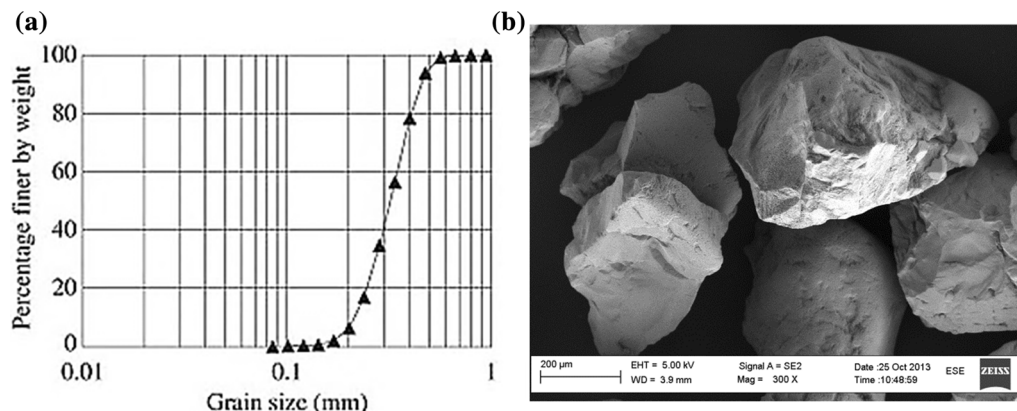 (a)
100
80
60
40
20
0
Percentage finer by weight
0.01 0.1 1
Grain size (mm)
(b)
200 µm
EHT = 5.00 kV
WD = 3.9 mm
Signal A = SE2
Mag = 300 X
Date :25 Oct 2013
Time :10:48:59
ESE
ZEISS